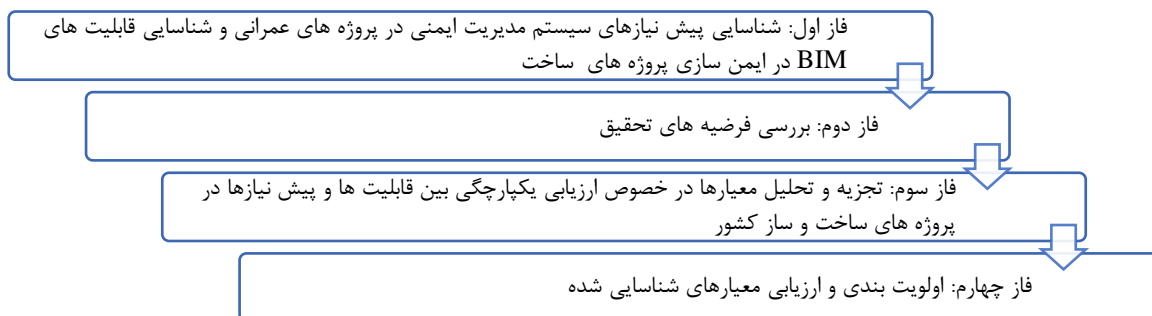 فاز اول: شناسایی پیش نیازهای سیستم مدیریت ایمنی در پروژه های عمرانی و شناسایی قابلیت های
BIM در ایمن سازی پروژه های ساخت
فاز دوم: بررسی فرضیه های تحقیق
فاز سوم: تجزیه و تحلیل معیارها در خصوص ارزیابی یکپارچگی بین قابلیت ها و پیش نیازها در
پروژه های ساخت و ساز کشور
فاز چهارم: اولویت بندی و ارزیابی معیارهای شناسایی شده